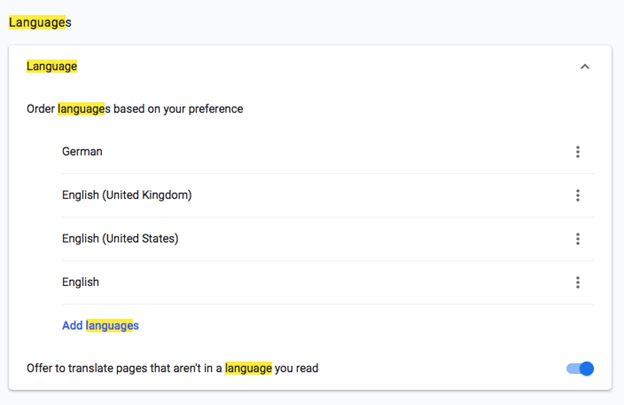 Languages
Language
Order languages based on your preference
German
English (United Kingdom)
English (United States)
English
Add languages
Offer to translate pages that aren't in a language you read